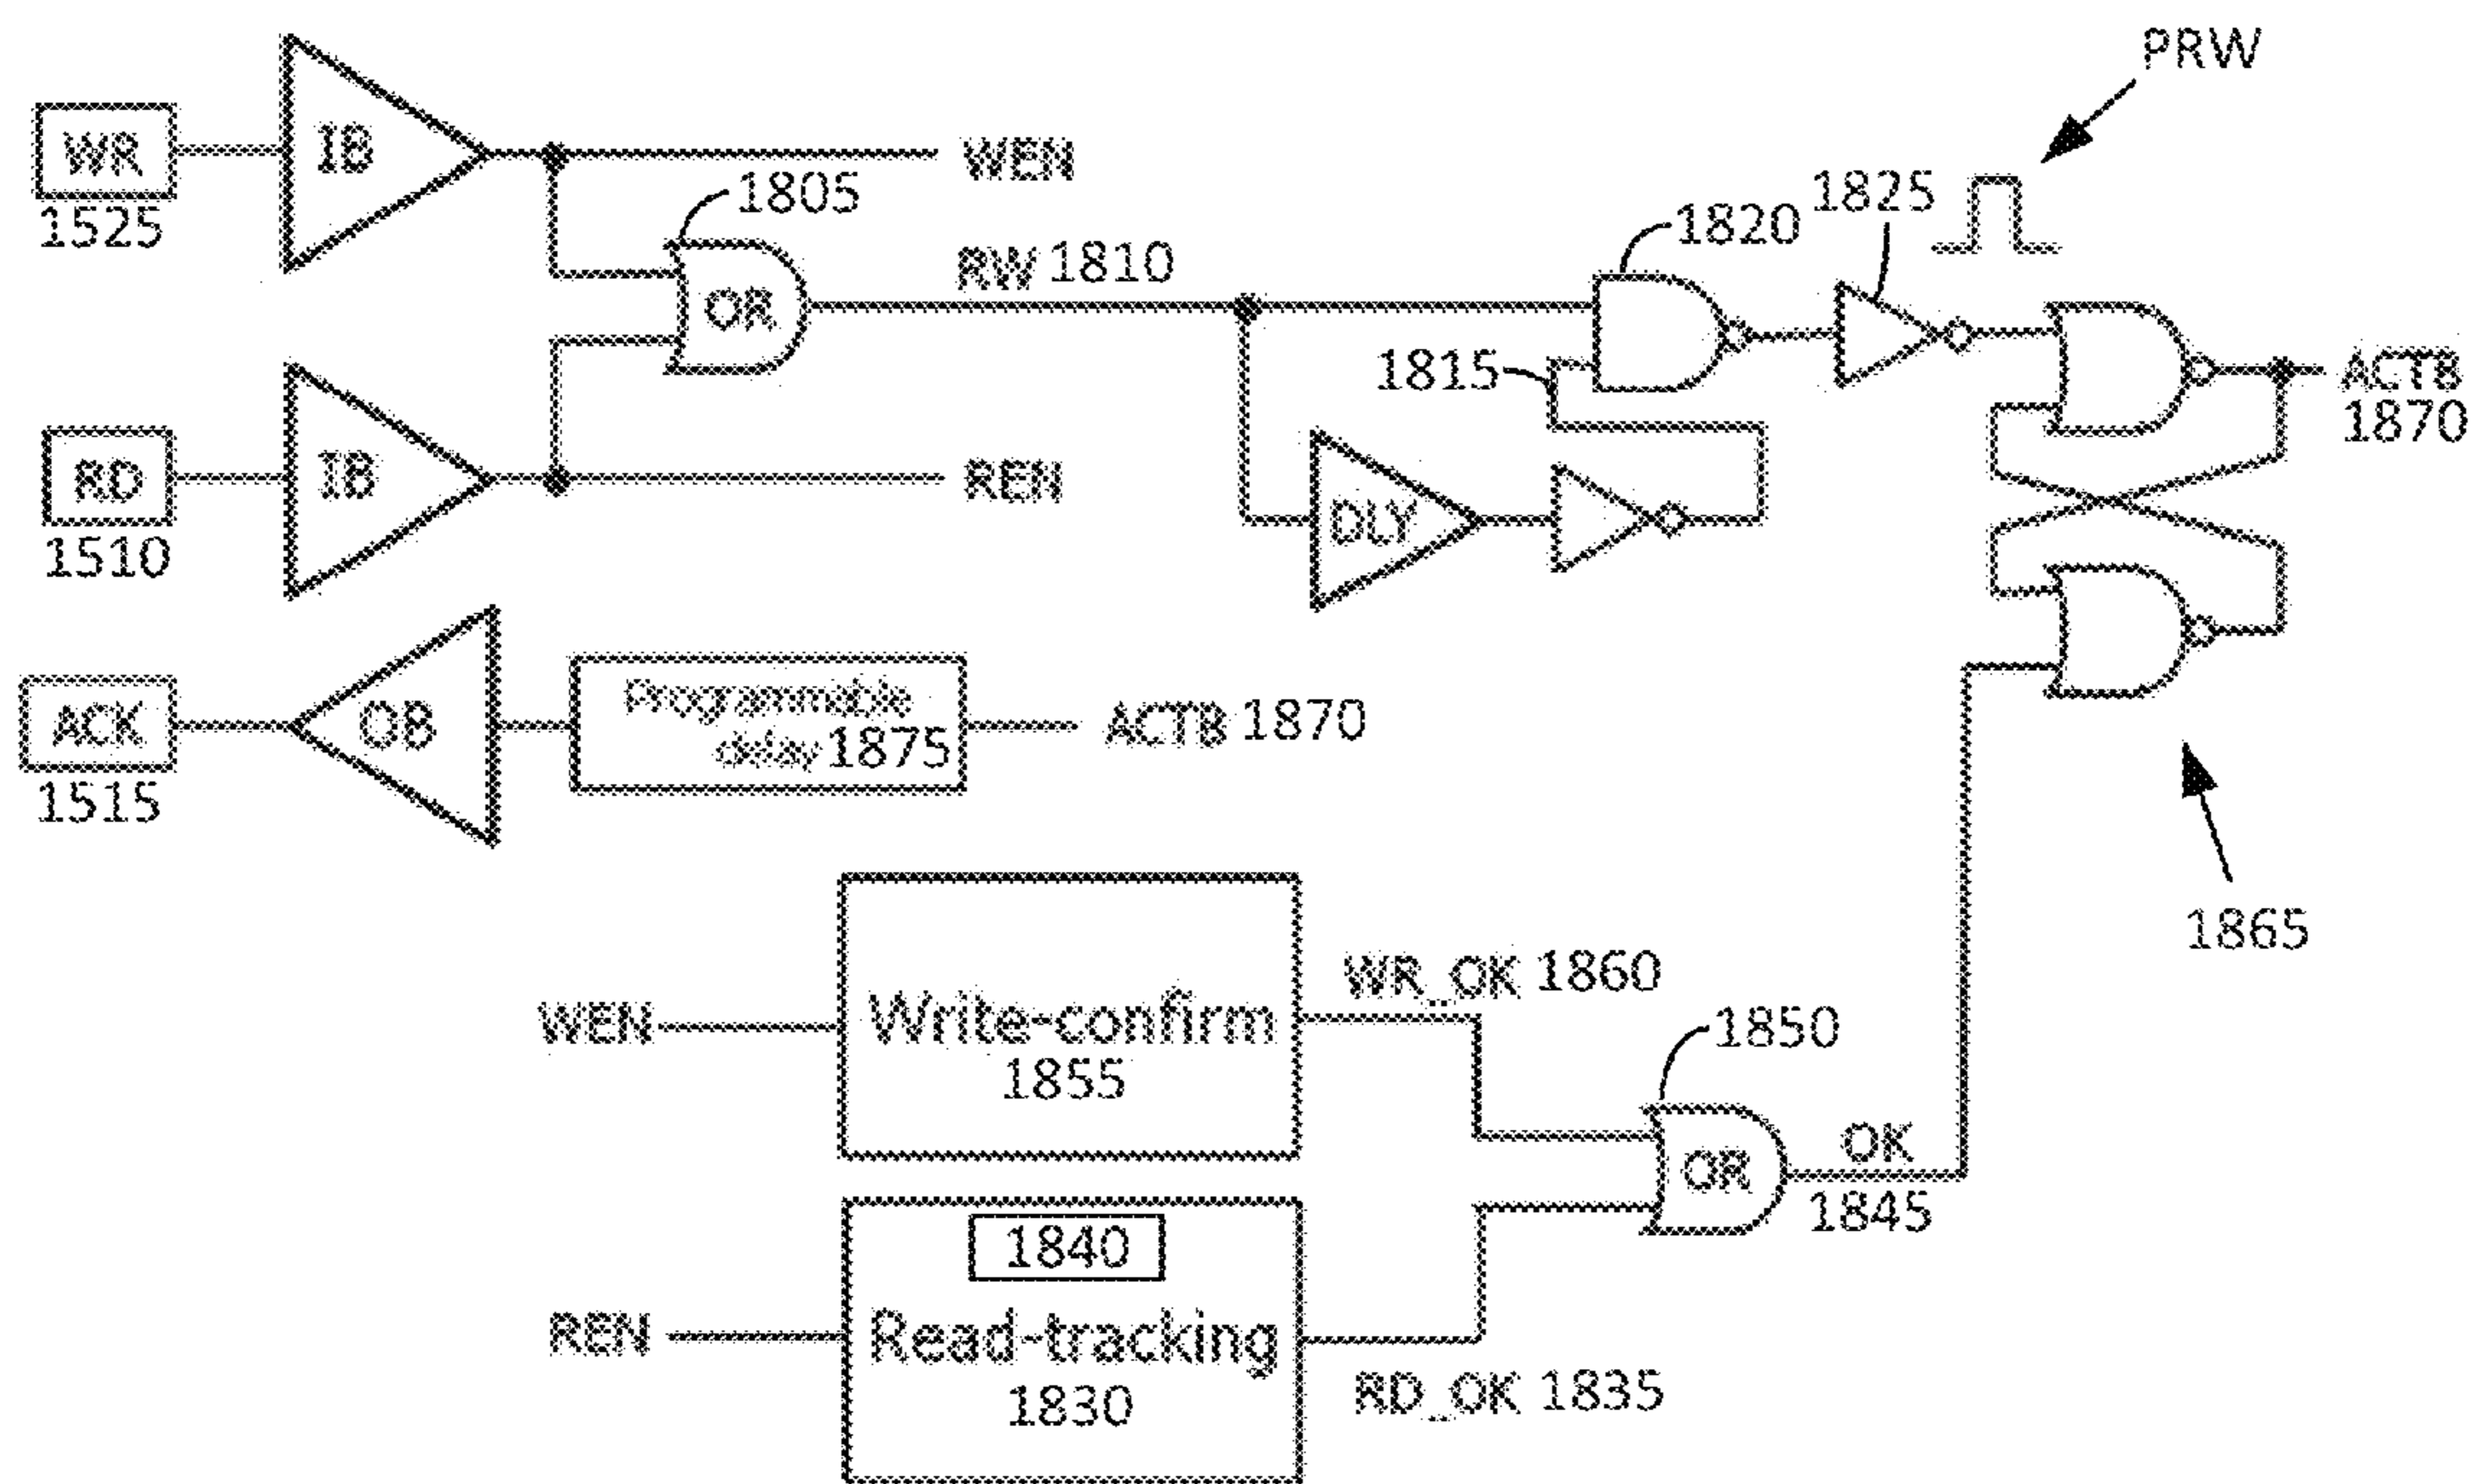 PRW
WR
1525
IB
WEN
1805
OR
RW 1810
1820
1825
1815
ACTB
1870
RD
1510
IB
REN
DLY
ACK
1515
OB
Programmable
delay 1875
ACTB 1870
1865
WEN
Write-confirm
1855
WR_OK 1860
1850
OR
OK
1845
1840
REN
Read-tracking
1830
RD_OK 1835